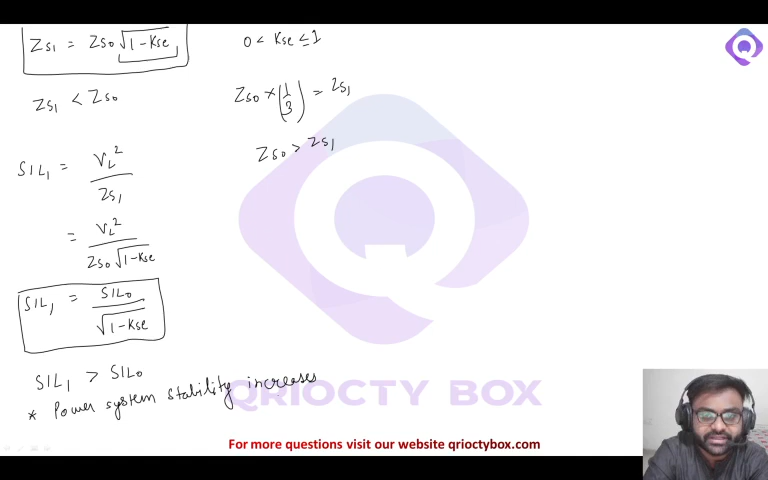 Zs₁ = Zs₀ √1-Kse
0 < Kse ≤ 1
Zs₁ < Zs₀
Zs₀ × (1/3) = Zs₁
Zs₀ > Zs₁
SIL₁ = V_L² / Zs₁
= V_L² / Zs₀ √1-Kse
SIL₁ = SIL₀ / √1-Kse
SIL₁ > SIL₀
* Power system stability increases
QRIOCTY BOX
For more questions visit our website qrioctybox.com